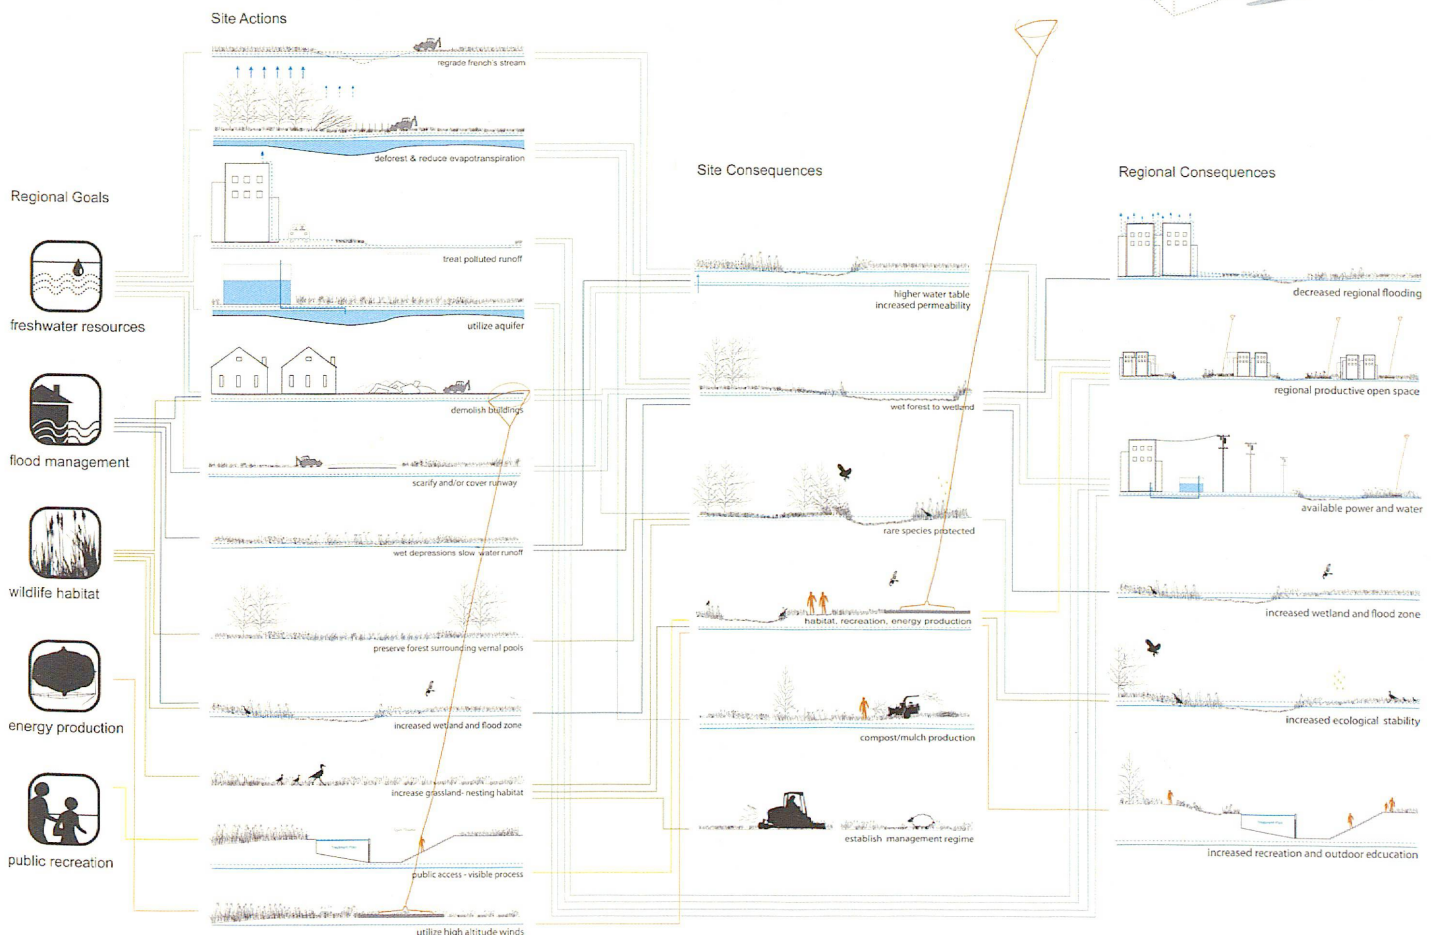 Site Actions
regrade french's stream
deforest & reduce evapotranspiration
Site Consequences
Regional Consequences
Regional Goals
treat polluted runoff
freshwater resources
utilize aquifer
higher water table
increased permeability
decreased regional flooding
flood management
demolish buildings
wet forest to wetland
regional productive open space
scarify and/or cover runway
wet depressions slow water runoff
rare species protected
available power and water
wildlife habitat
preserve forest surrounding vernal pools
habitat, recreation, energy production
increased wetland and flood zone
energy production
increased wetland and flood zone
compost/mulch production
increased ecological stability
increase grassland- nesting habitat
establish management regime
public recreation
public access - visible process
increased recreation and outdoor edcucation
utilize high altitude winds